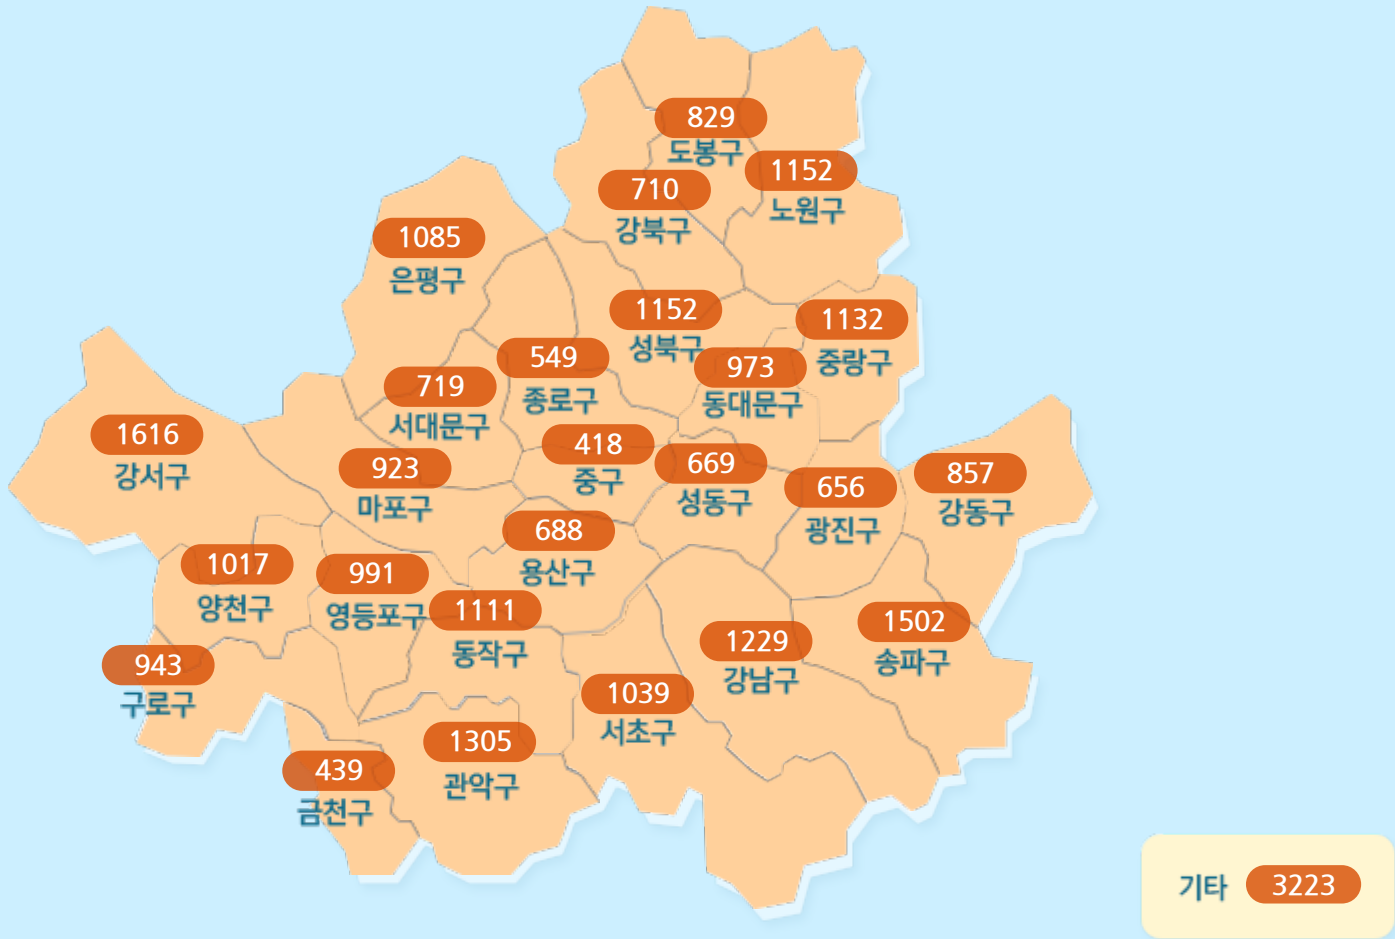 829
도봉구
1152
노원구
710
강북구
1085
은평구
1152
성북구
1132
중랑구
549
종로구
973
동대문구
719
서대문구
1616
강서구
418
중구
923
마포구
669
성동구
656
광진구
857
강동구
688
용산구
1017
양천구
991
영등포구
1111
동작구
1502
송파구
1229
강남구
943
구로구
1039
서초구
1305
관악구
439
금천구
기타 3223